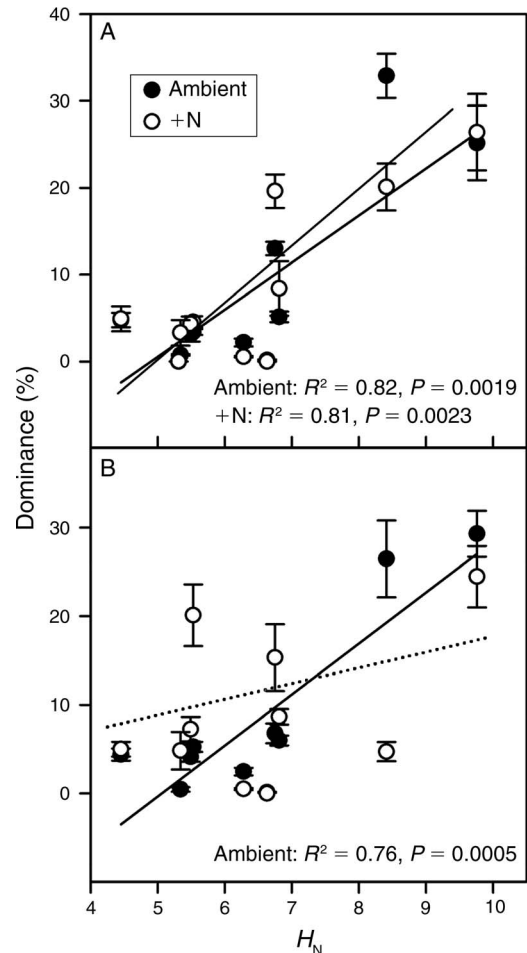 A
Ambient
+N
40
30
20
10
0
Ambient: R² = 0.82, P = 0.0019
+N: R² = 0.81, P = 0.0023
Dominance (%)
B
30
20
10
0
Ambient: R² = 0.76, P = 0.0005
4 5 6 7 8 9 10
H_N